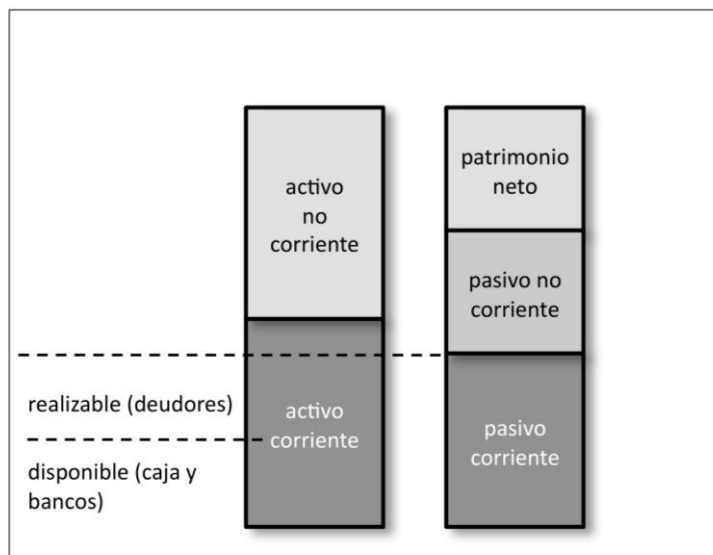 activo
no
corriente
patrimonio
neto
pasivo no
corriente
realizable (deudores)
activo
corriente
disponible (caja y
bancos)
pasivo
corriente